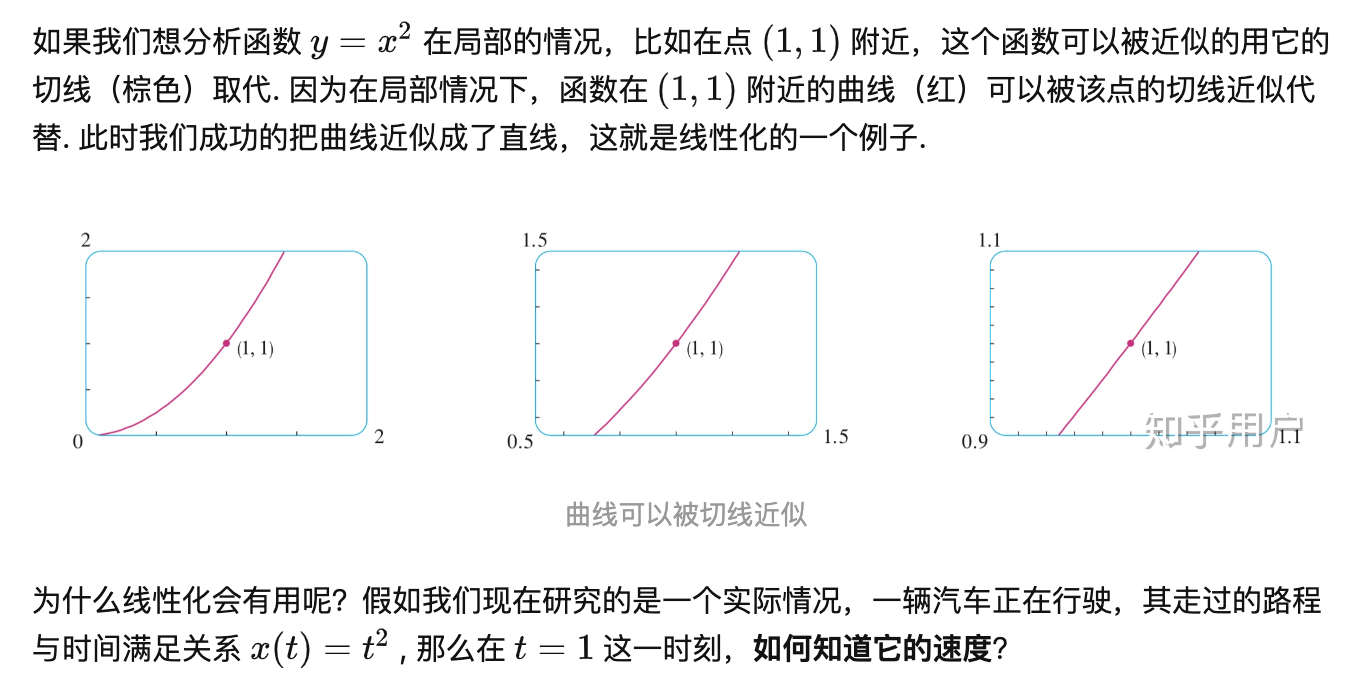 如果我们想分析函数 y = x² 在局部的情况，比如在点 (1, 1) 附近，这个函数可以被近似的用它的
切线（棕色）取代. 因为在局部情况下，函数在 (1, 1) 附近的曲线（红）可以被该点的切线近似代
替. 此时我们成功的把曲线近似成了直线，这就是线性化的一个例子.
2
(1, 1)
0
2
1.5
(1, 1)
0.5
1.5
1.1
(1, 1)
0.9
1.1
知乎用户
曲线可以被切线近似
为什么线性化会有用呢？假如我们现在研究的是一个实际情况，一辆汽车正在行驶，其走过的路程
与时间满足关系 x(t) = t² , 那么在 t = 1 这一时刻，如何知道它的速度？